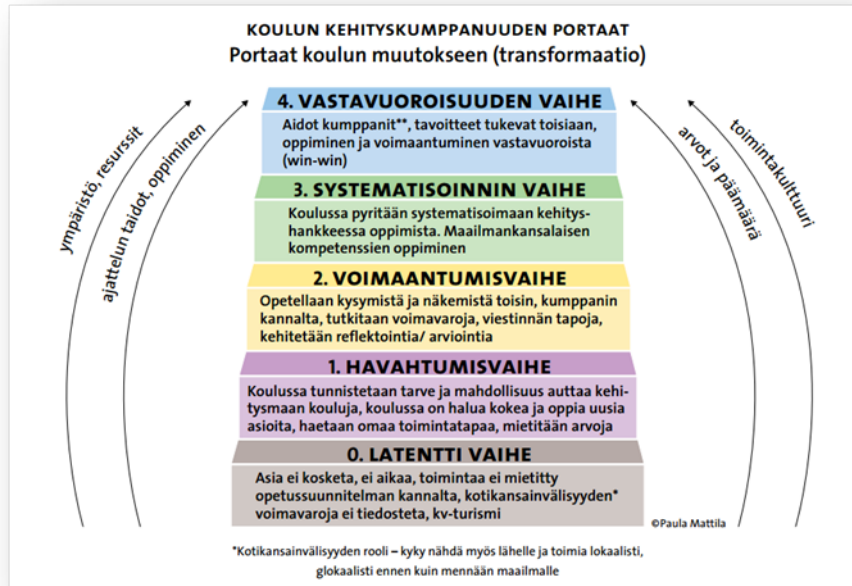 KOULUN KEHITYSKUMPPANUUDEN PORTAAT
Portaat koulun muutokseen (transformaatio)
ympäristö, resurssit
ajattelun taidot, oppiminen
4. VASTAVUOROISUUDEN VAIHE
Aidot kumppanit**, tavoitteet tukevat toisiaan,
oppiminen ja voimaantuminen vastavuoroista
(win-win)
3. SYSTEMATISOINNIN VAIHE
Koulussa pyritään systematisoimaan kehitys-
hankkeessa oppimista. Maailmankansalaisen
kompetenssien oppiminen
2. VOIMAANTUMISVAIHE
Opetellaan kysymistä ja näkemistä toisin, kumppanin
kannalta, tutkitaan voimavaroja, viestinnän tapoja,
kehitetään reflektointia/ arviointia
1. HAVAHTUMISVAIHE
Koulussa tunnistetaan tarve ja mahdollisuus auttaa kehi-
tysmaan kouluja, koulussa on halua kokea ja oppia uusia
asioita, haetaan omaa toimintatapaa, mietitään arvoja
0. LATENTTI VAIHE
Asia ei kosketa, ei aikaa, toimintaa ei mietitty
opetussuunnitelman kannalta, kotikansainvälisyyden*
voimavaroja ei tiedosteta, kv-turismi
arvot ja päämäärä
toimintakulttuuri
©Paula Mattila
*Kotikansainvälisyyden rooli – kyky nähdä myös lähelle ja toimia lokaalisti,
glokaalisti ennen kuin mennään maailmalle